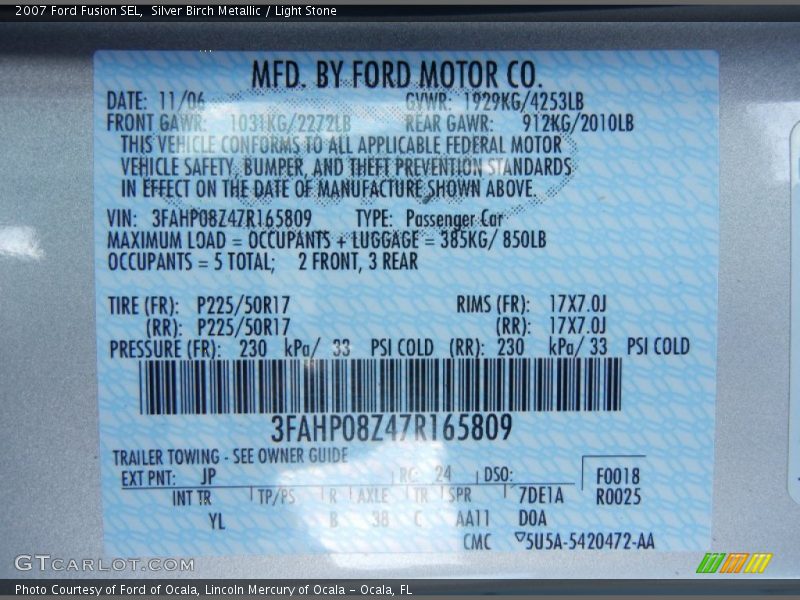 2007 Ford Fusion SEL,  Silver Birch Metallic / Light Stone
MFD. BY FORD MOTOR CO.
DATE: 11/06 GVWR: 1929KG/4253LB
FRONT GAWR: 1031KG/2272LB REAR GAWR: 912KG/2010LB
THIS VEHICLE CONFORMS TO ALL APPLICABLE FEDERAL MOTOR
VEHICLE SAFETY, BUMPER, AND THEFT PREVENTION STANDARDS
IN EFFECT ON THE DATE OF MANUFACTURE SHOWN ABOVE.
VIN: 3FAHP08Z47R165809 TYPE: Passenger Car
MAXIMUM LOAD = OCCUPANTS + LUGGAGE = 385KG/ 850LB
OCCUPANTS = 5 TOTAL; 2 FRONT, 3 REAR
TIRE (FR): P225/50R17 RIMS (FR): 17X7.0J
(RR): P225/50R17 (RR): 17X7.0J
PRESSURE (FR): 230 kPa/ 33 PSI COLD (RR): 230 kPa/ 33 PSI COLD
3FAHP08Z47R165809
TRAILER TOWING - SEE OWNER GUIDE
EXT PNT: JP RC: 24 DSO: F0018
INT TR TP/PS R AXLE TR SPR 7DE1A R0025
YL B 38 C AA11 D0A
CMC ▽5U5A-5420472-AA
GTCARLOT.COM
Photo Courtesy of Ford of Ocala, Lincoln Mercury of Ocala – Ocala, FL